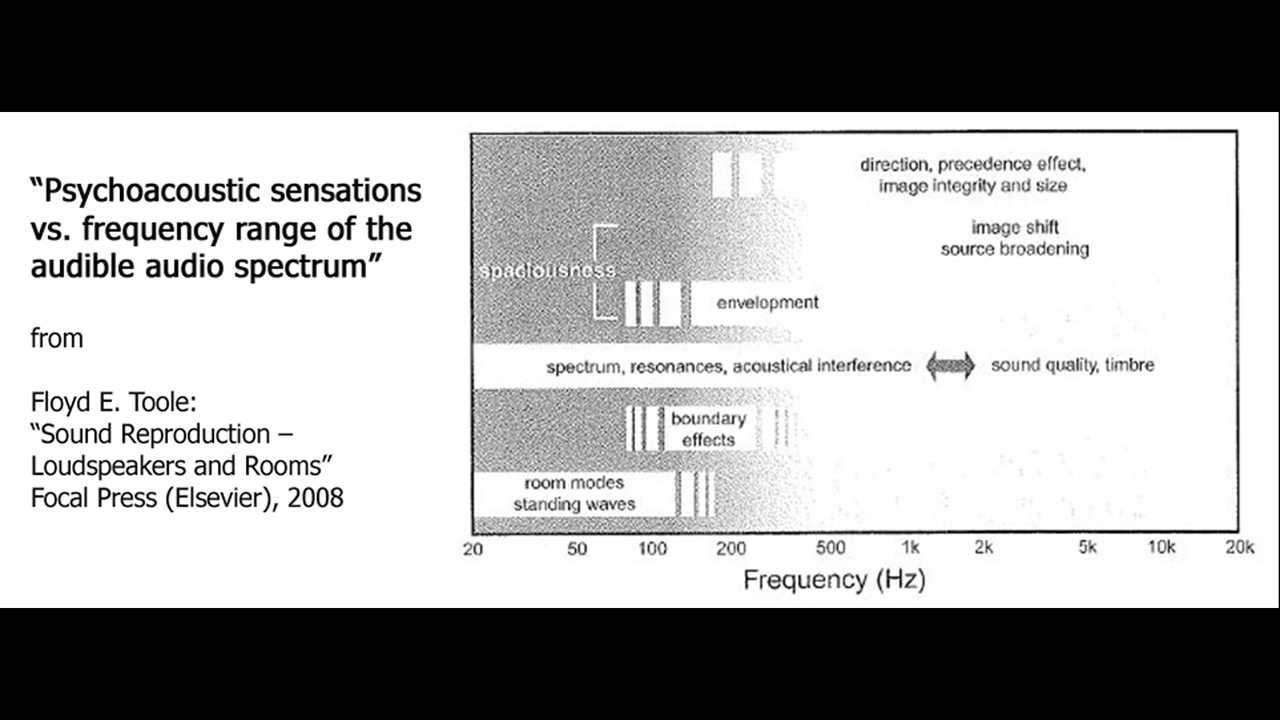 “Psychoacoustic sensations
vs. frequency range of the
audible audio spectrum”
from
Floyd E. Toole:
“Sound Reproduction –
Loudspeakers and Rooms”
Focal Press (Elsevier), 2008
direction, precedence effect,
image integrity and size
image shift
source broadening
spaciousness
envelopment
spectrum, resonances, acoustical interference
sound quality, timbre
boundary
effects
room modes
standing waves
20 50 100 200 500 1k 2k 5k 10k 20k
Frequency (Hz)